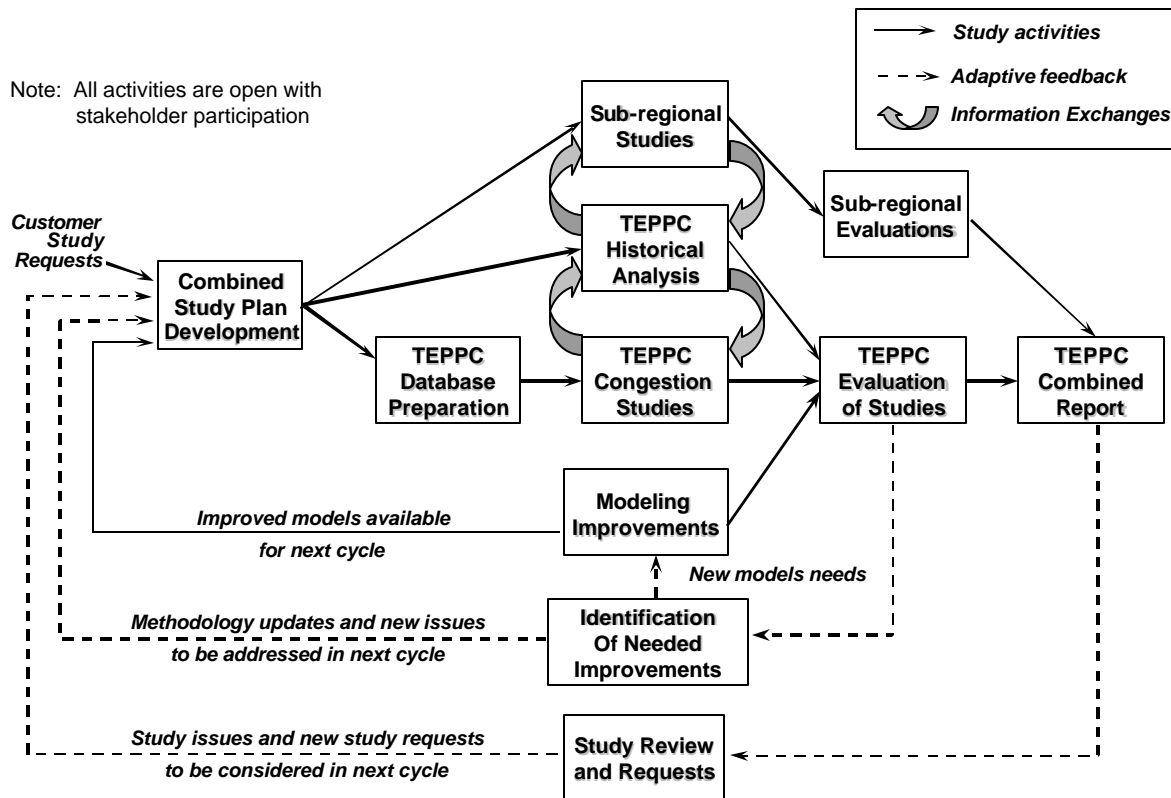 Note: All activities are open with
stakeholder participation
Study activities
Adaptive feedback
Information Exchanges
Sub-regional
Studies
Sub-regional
Evaluations
Customer
Study
Requests
Combined
Study Plan
Development
TEPPC
Historical
Analysis
TEPPC
Database
Preparation
TEPPC
Congestion
Studies
TEPPC
Evaluation
of Studies
TEPPC
Combined
Report
Modeling
Improvements
Improved models available
for next cycle
New models needs
Identification
Of Needed
Improvements
Methodology updates and new issues
to be addressed in next cycle
Study Review
and Requests
Study issues and new study requests
to be considered in next cycle